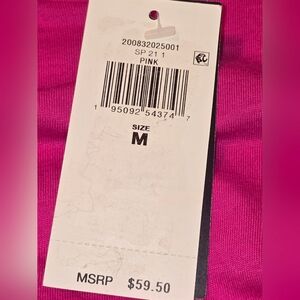 200832025001
SP 21 1
PINK
1 95092 54374 7
SIZE
M
MSRP $59.50